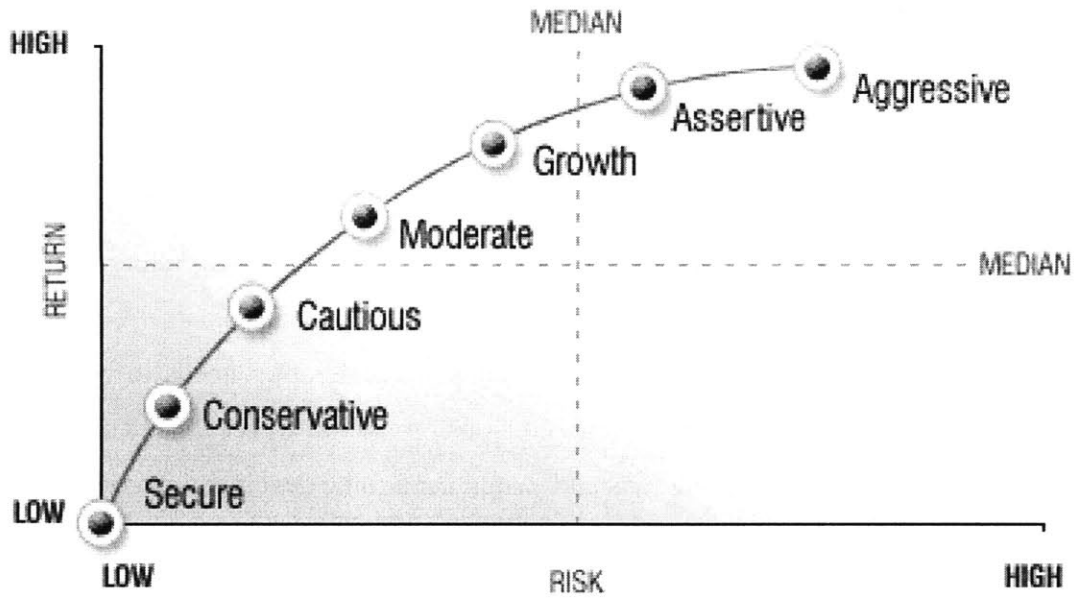 HIGH
MEDIAN
Aggressive
Assertive
Growth
Moderate
RETURN
MEDIAN
Cautious
Conservative
Secure
LOW
LOW
RISK
HIGH